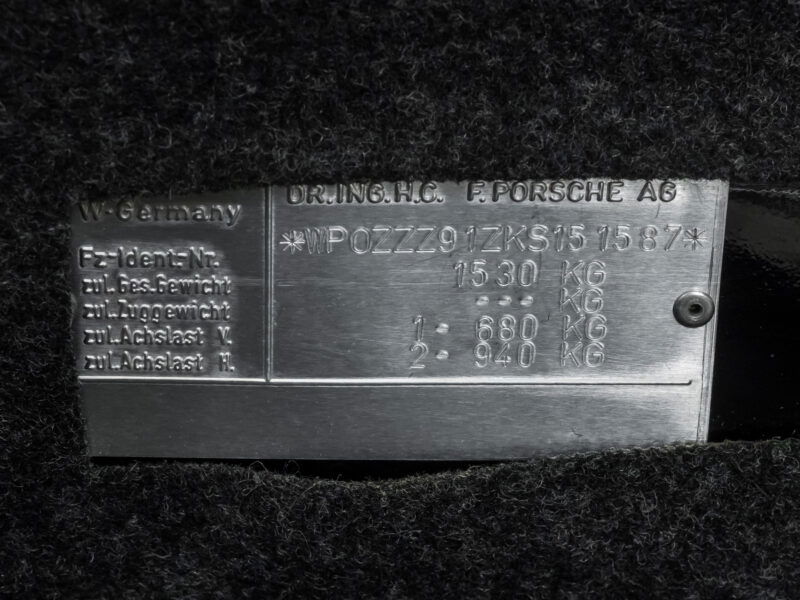 W-Germany DR.ING.H.C. F.PORSCHE AG
Fz-Ident.-Nr. *WP0ZZZ91ZKS151587*
zul.Ges.Gewicht 1530 KG
zul.Zuggewicht --- KG
zul.Achslast V. 1- 680 KG
zul.Achslast H. 2- 940 KG